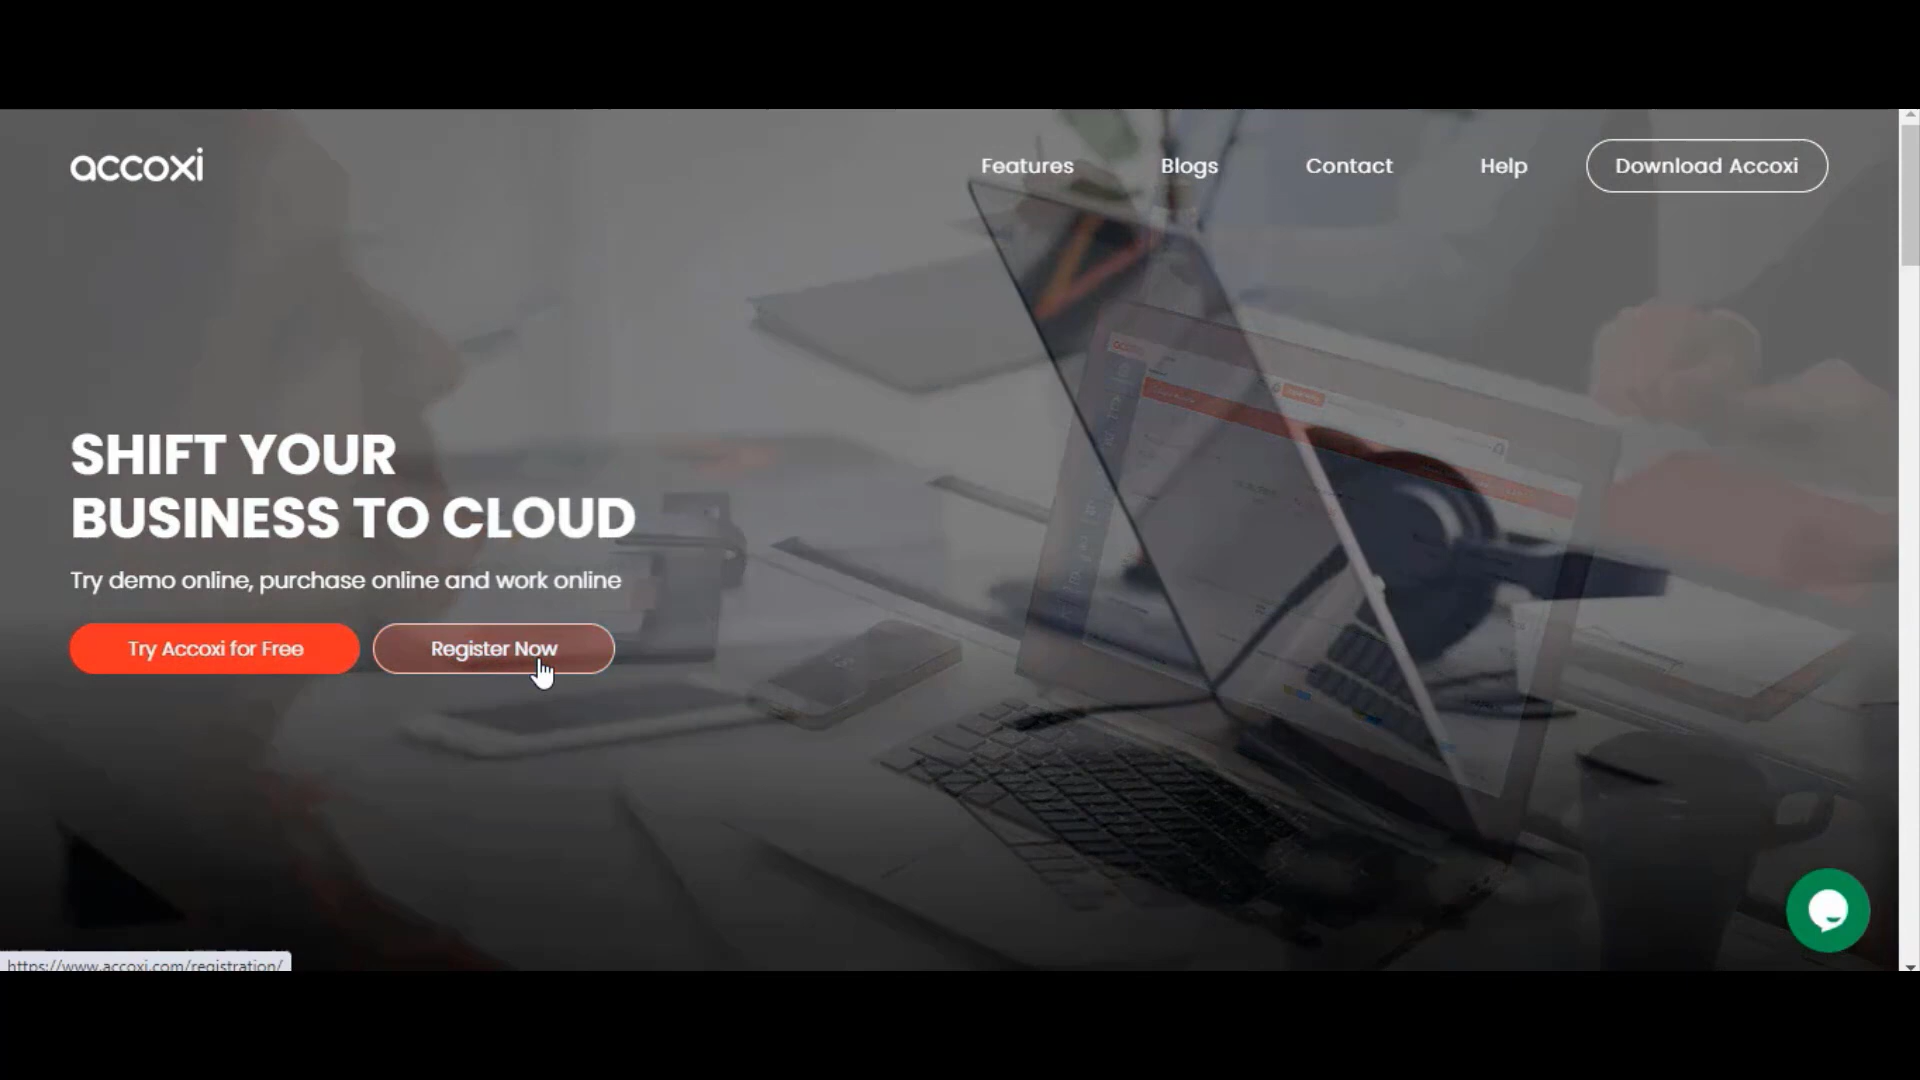 accoxi
Features
Blogs
Contact
Help
Download Accoxi
SHIFT YOUR
BUSINESS TO CLOUD
Try demo online, purchase online and work online
Try Accoxi for Free
Register Now
https://www.accoxi.com/registration/